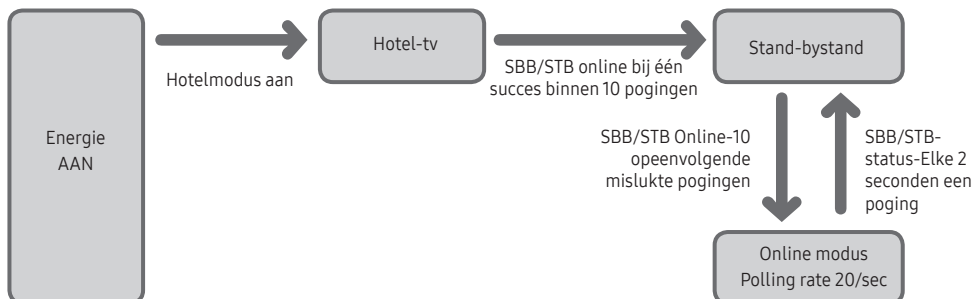 Energie
AAN
Hotelmodus aan
Hotel-tv
SBB/STB online bij één
succes binnen 10 pogingen
Stand-bystand
SBB/STB Online-10
opeenvolgende
mislukte pogingen
SBB/STB-
status-Elke 2
seconden een
poging
Online modus
Polling rate 20/sec